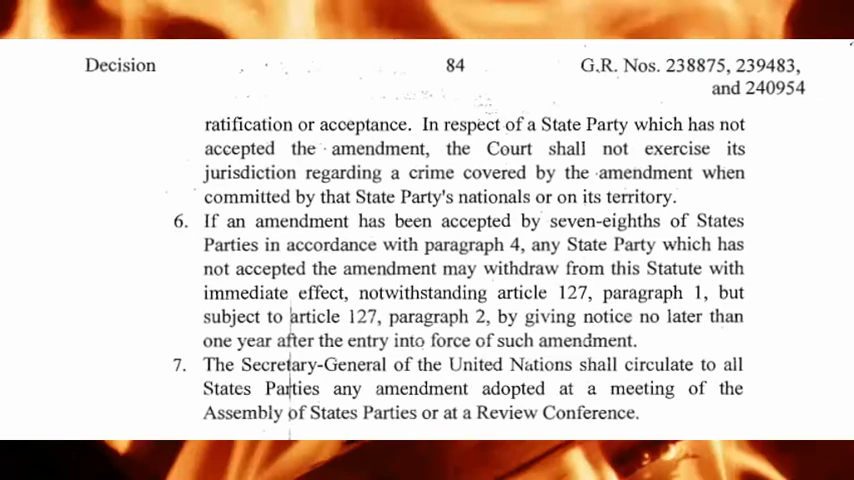 Decision 84 G.R. Nos. 238875, 239483,
and 240954
ratification or acceptance. In respect of a State Party which has not
accepted the amendment, the Court shall not exercise its
jurisdiction regarding a crime covered by the amendment when
committed by that State Party's nationals or on its territory.
6. If an amendment has been accepted by seven-eighths of States
Parties in accordance with paragraph 4, any State Party which has
not accepted the amendment may withdraw from this Statute with
immediate effect, notwithstanding article 127, paragraph 1, but
subject to article 127, paragraph 2, by giving notice no later than
one year after the entry into force of such amendment.
7. The Secretary-General of the United Nations shall circulate to all
States Parties any amendment adopted at a meeting of the
Assembly of States Parties or at a Review Conference.